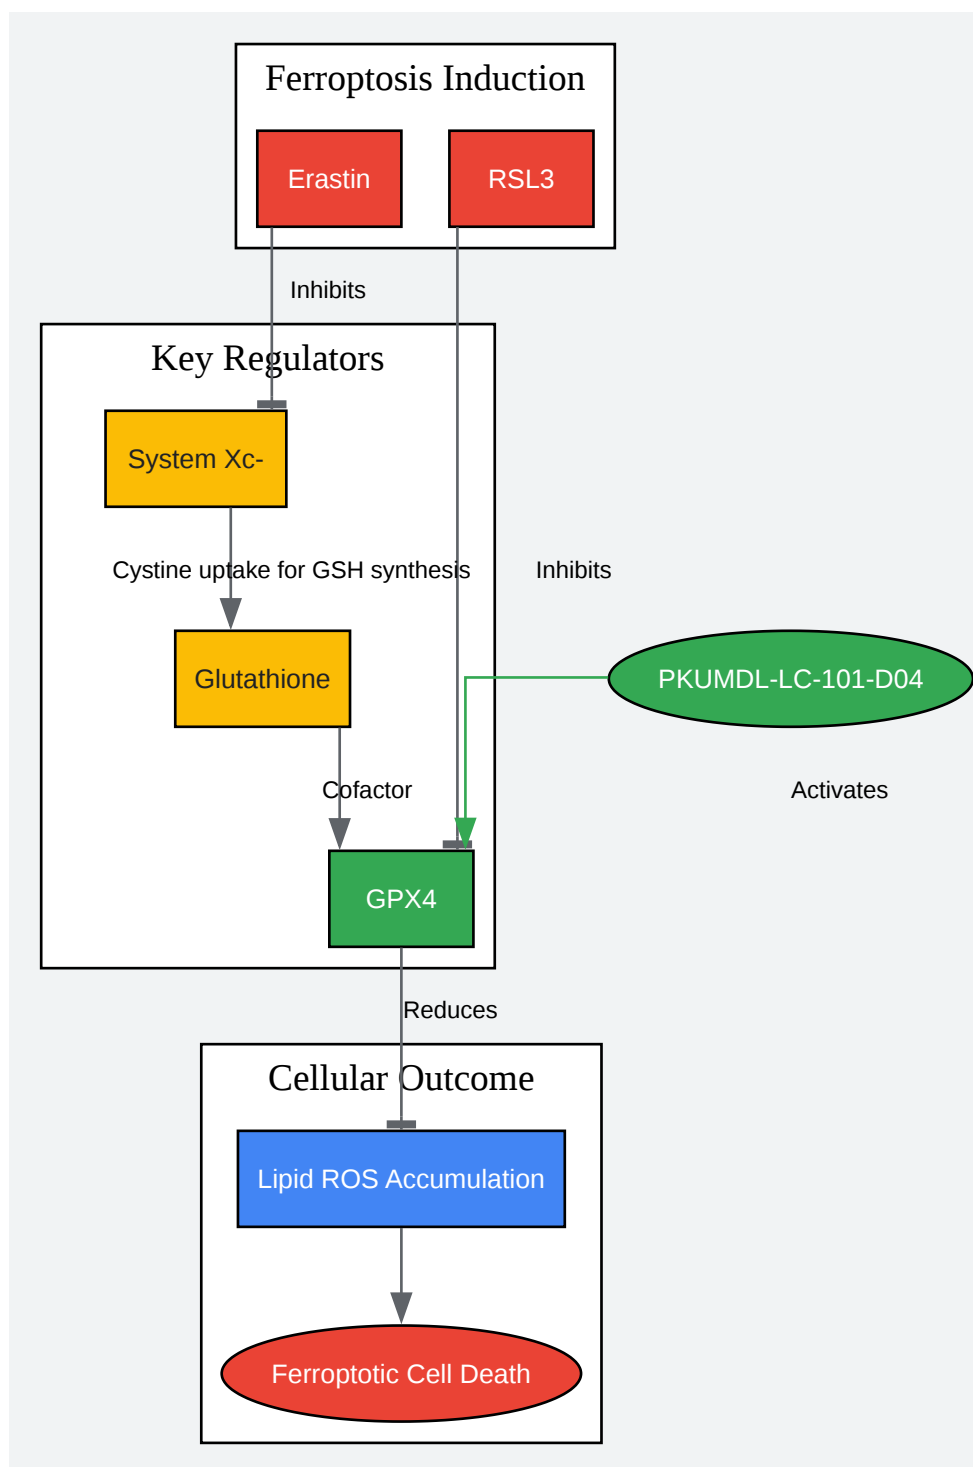 Ferroptosis Induction
Erastin
RSL3
Inhibits
Key Regulators
System Xc-
Cystine uptake for GSH synthesis
Inhibits
Glutathione
PKUMDL-LC-101-D04
Cofactor
Activates
GPX4
Reduces
Cellular Outcome
Lipid ROS Accumulation
Ferroptotic Cell Death